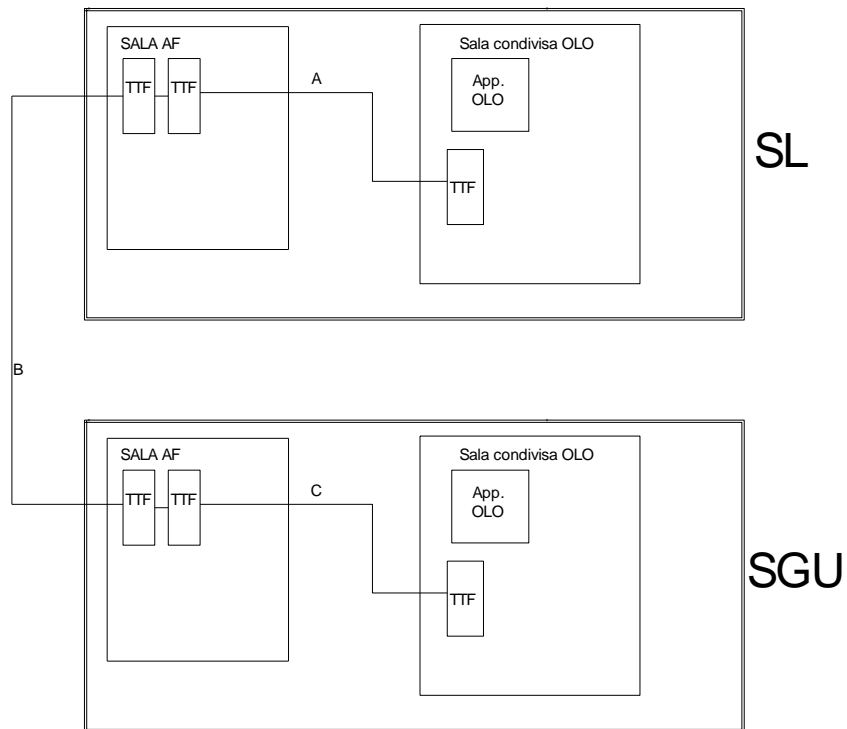 SALA AF
Sala condivisa OLO
TTF
TTF
A
App.
OLO
TTF
SL
B
SALA AF
Sala condivisa OLO
TTF
TTF
C
App.
OLO
TTF
SGU